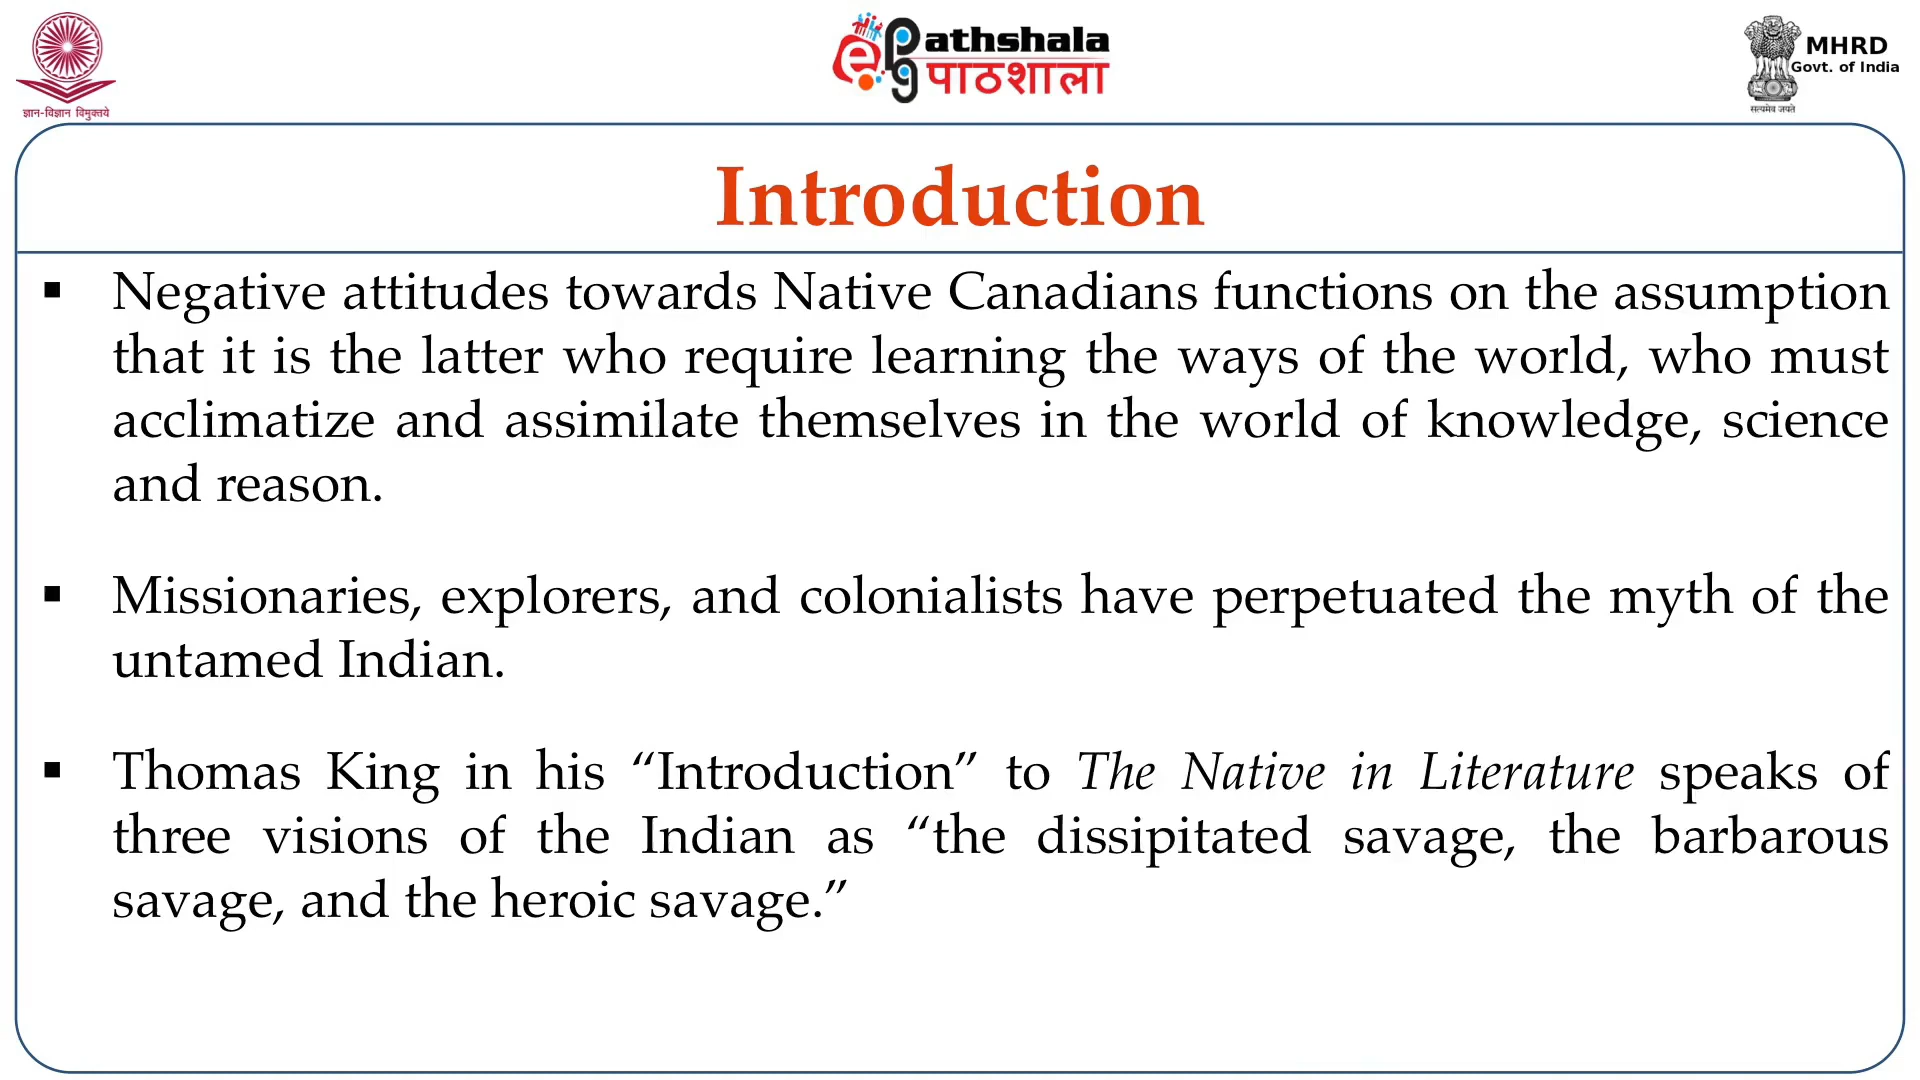 ज्ञान-विज्ञान विमुक्तये
e PG Pathshala
पाठशाला
MHRD
Govt. of India
सत्यमेव जयते
Introduction
▪ Negative attitudes towards Native Canadians functions on the assumption
that it is the latter who require learning the ways of the world, who must
acclimatize and assimilate themselves in the world of knowledge, science
and reason.
▪ Missionaries, explorers, and colonialists have perpetuated the myth of the
untamed Indian.
▪ Thomas King in his “Introduction” to The Native in Literature speaks of
three visions of the Indian as “the dissipitated savage, the barbarous
savage, and the heroic savage.”